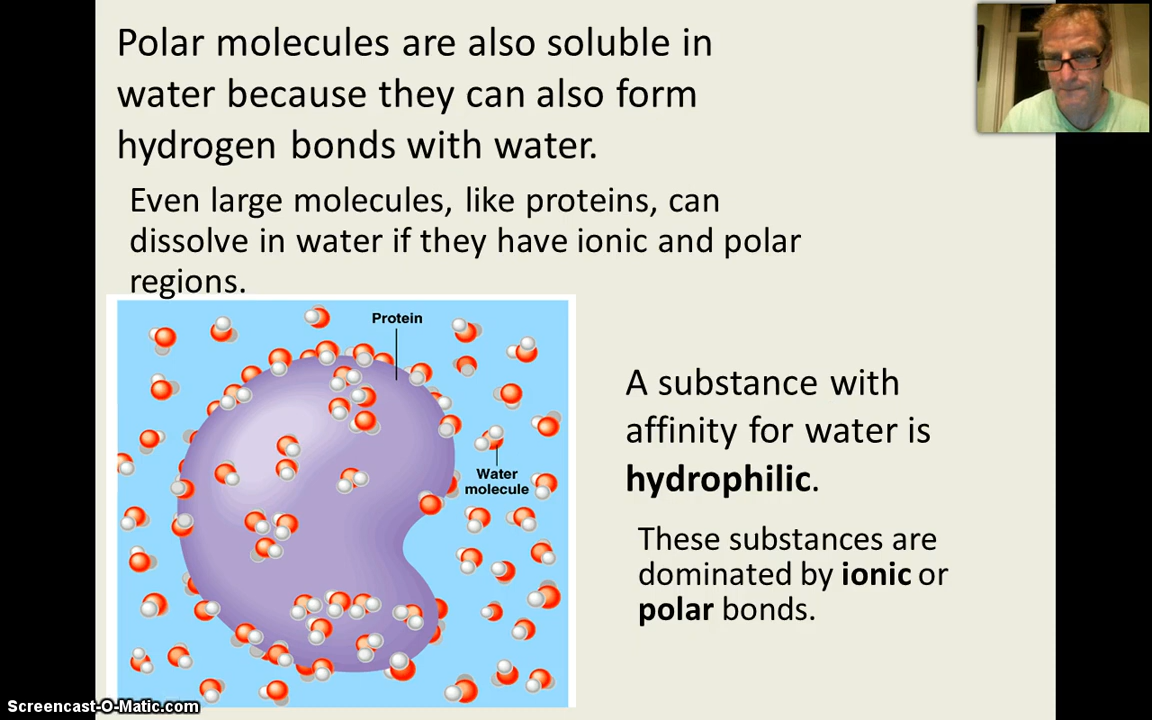 Polar molecules are also soluble in
water because they can also form
hydrogen bonds with water.
Even large molecules, like proteins, can
dissolve in water if they have ionic and polar
regions.
Protein
Water
molecule
A substance with
affinity for water is
hydrophilic.
These substances are
dominated by ionic or
polar bonds.
Screencast-O-Matic.com